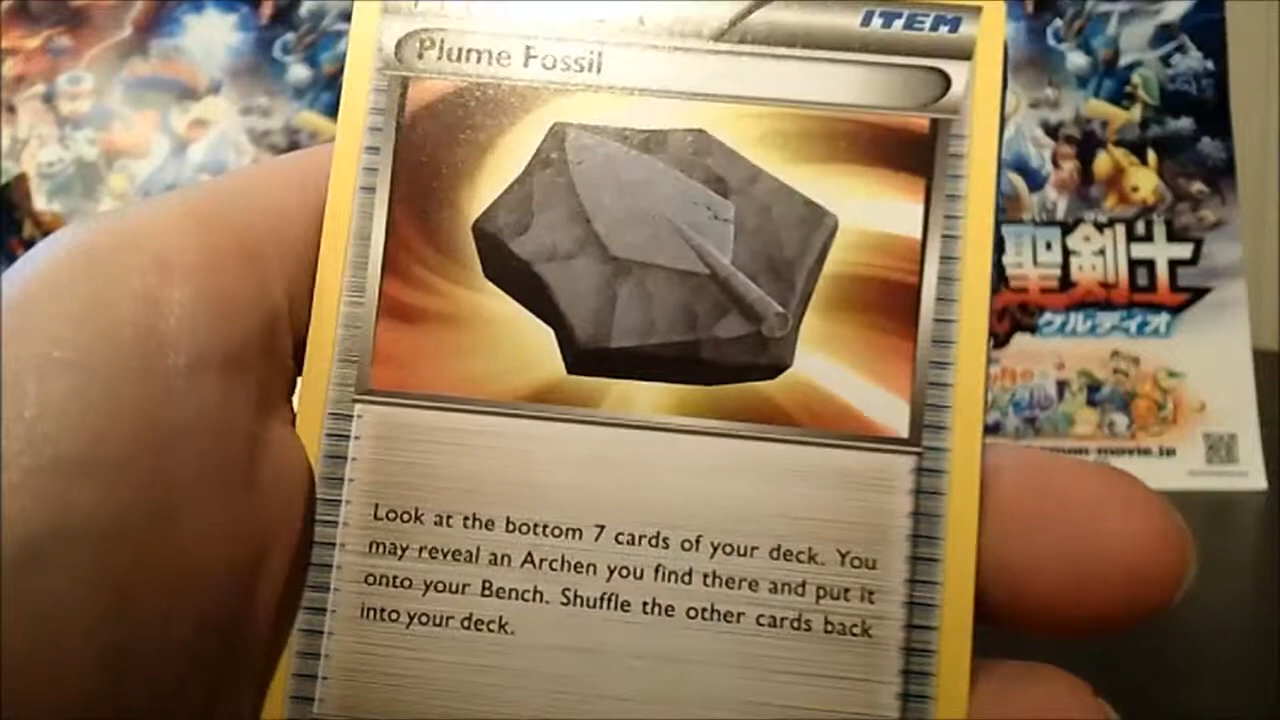 ITEM
Plume Fossil
聖剣士
ケルディオ
Look at the bottom 7 cards of your deck. You
may reveal an Archen you find there and put it
onto your Bench. Shuffle the other cards back
into your deck.